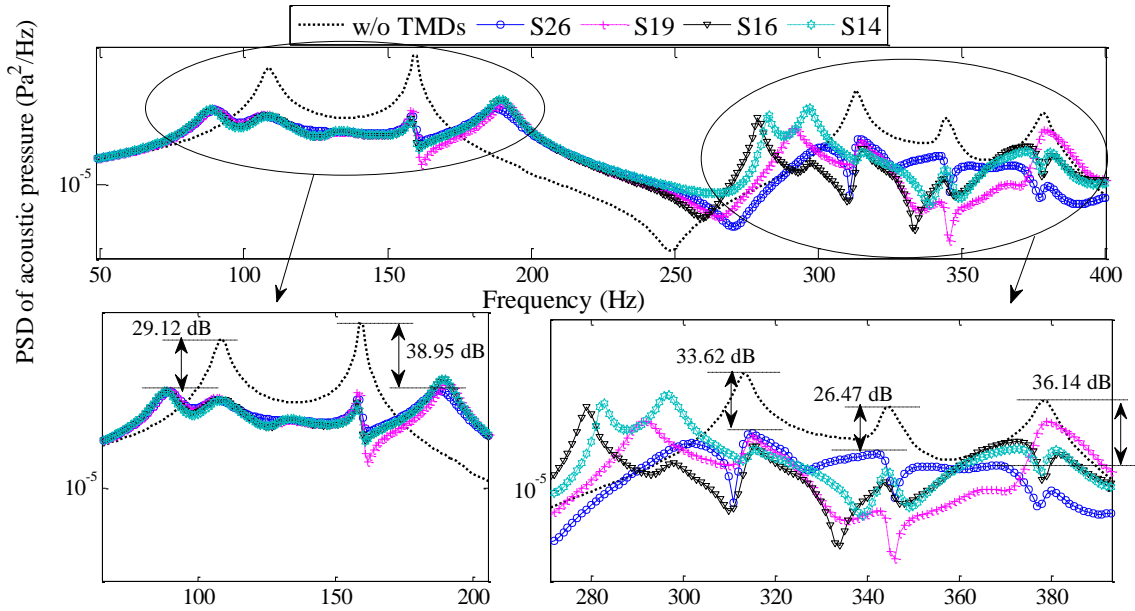 w/o TMDs S26 S19 S16 S14
PSD of acoustic pressure (Pa²/Hz)
10⁻⁵
50 100 150 200 250 300 350 400
Frequency (Hz)
29.12 dB
38.95 dB
10⁻⁵
100 150 200
33.62 dB
26.47 dB
36.14 dB
10⁻⁵
280 300 320 340 360 380